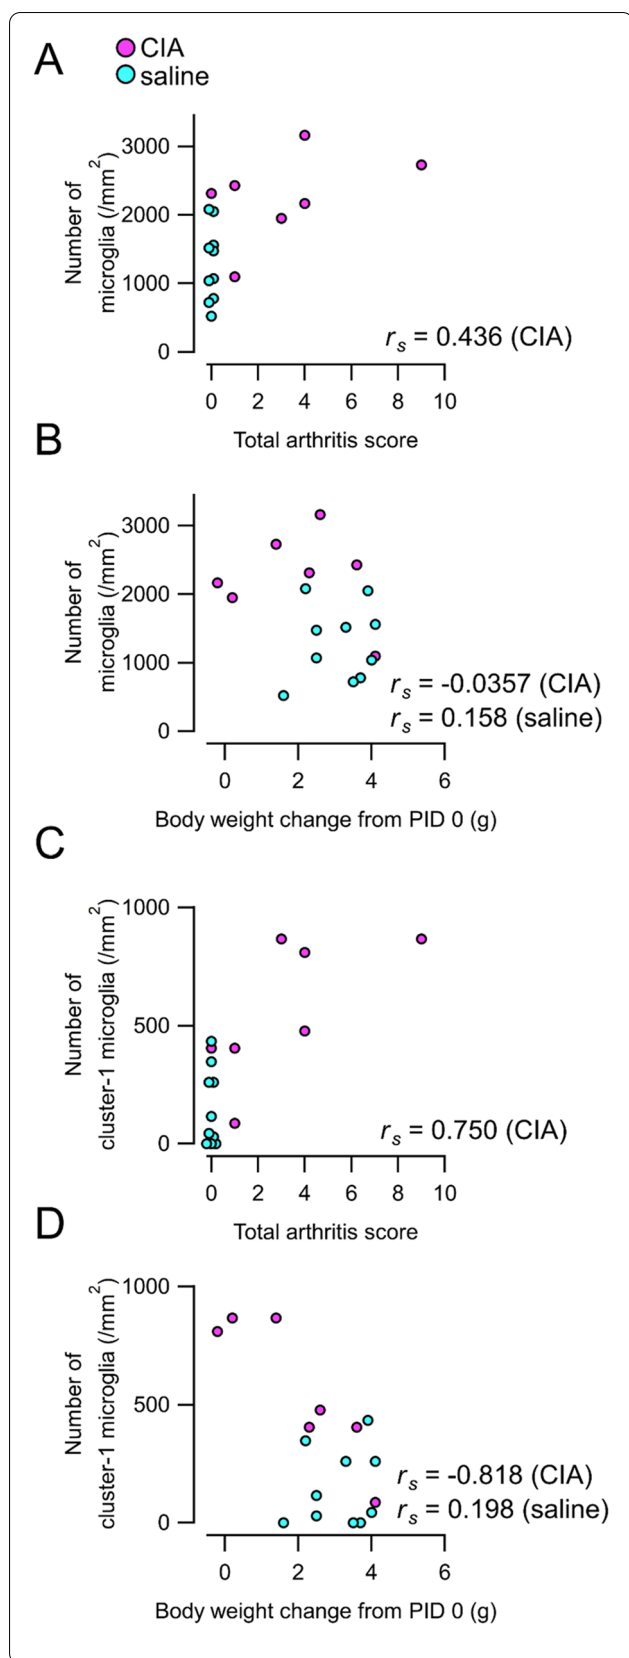 A
CIA
saline
Number of
microglia (/mm2)
3000
2000
1000
0
rs = 0.436 (CIA)
0 2 4 6 8 10
Total arthritis score
B
Number of
microglia (/mm2)
3000
2000
1000
0
rs = -0.0357 (CIA)
rs = 0.158 (saline)
0 2 4 6
Body weight change from PID 0 (g)
C
Number of
cluster-1 microglia (/mm2)
1000
500
0
rs = 0.750 (CIA)
0 2 4 6 8 10
Total arthritis score
D
Number of
cluster-1 microglia (/mm2)
1000
500
0
rs = -0.818 (CIA)
rs = 0.198 (saline)
0 2 4 6
Body weight change from PID 0 (g)